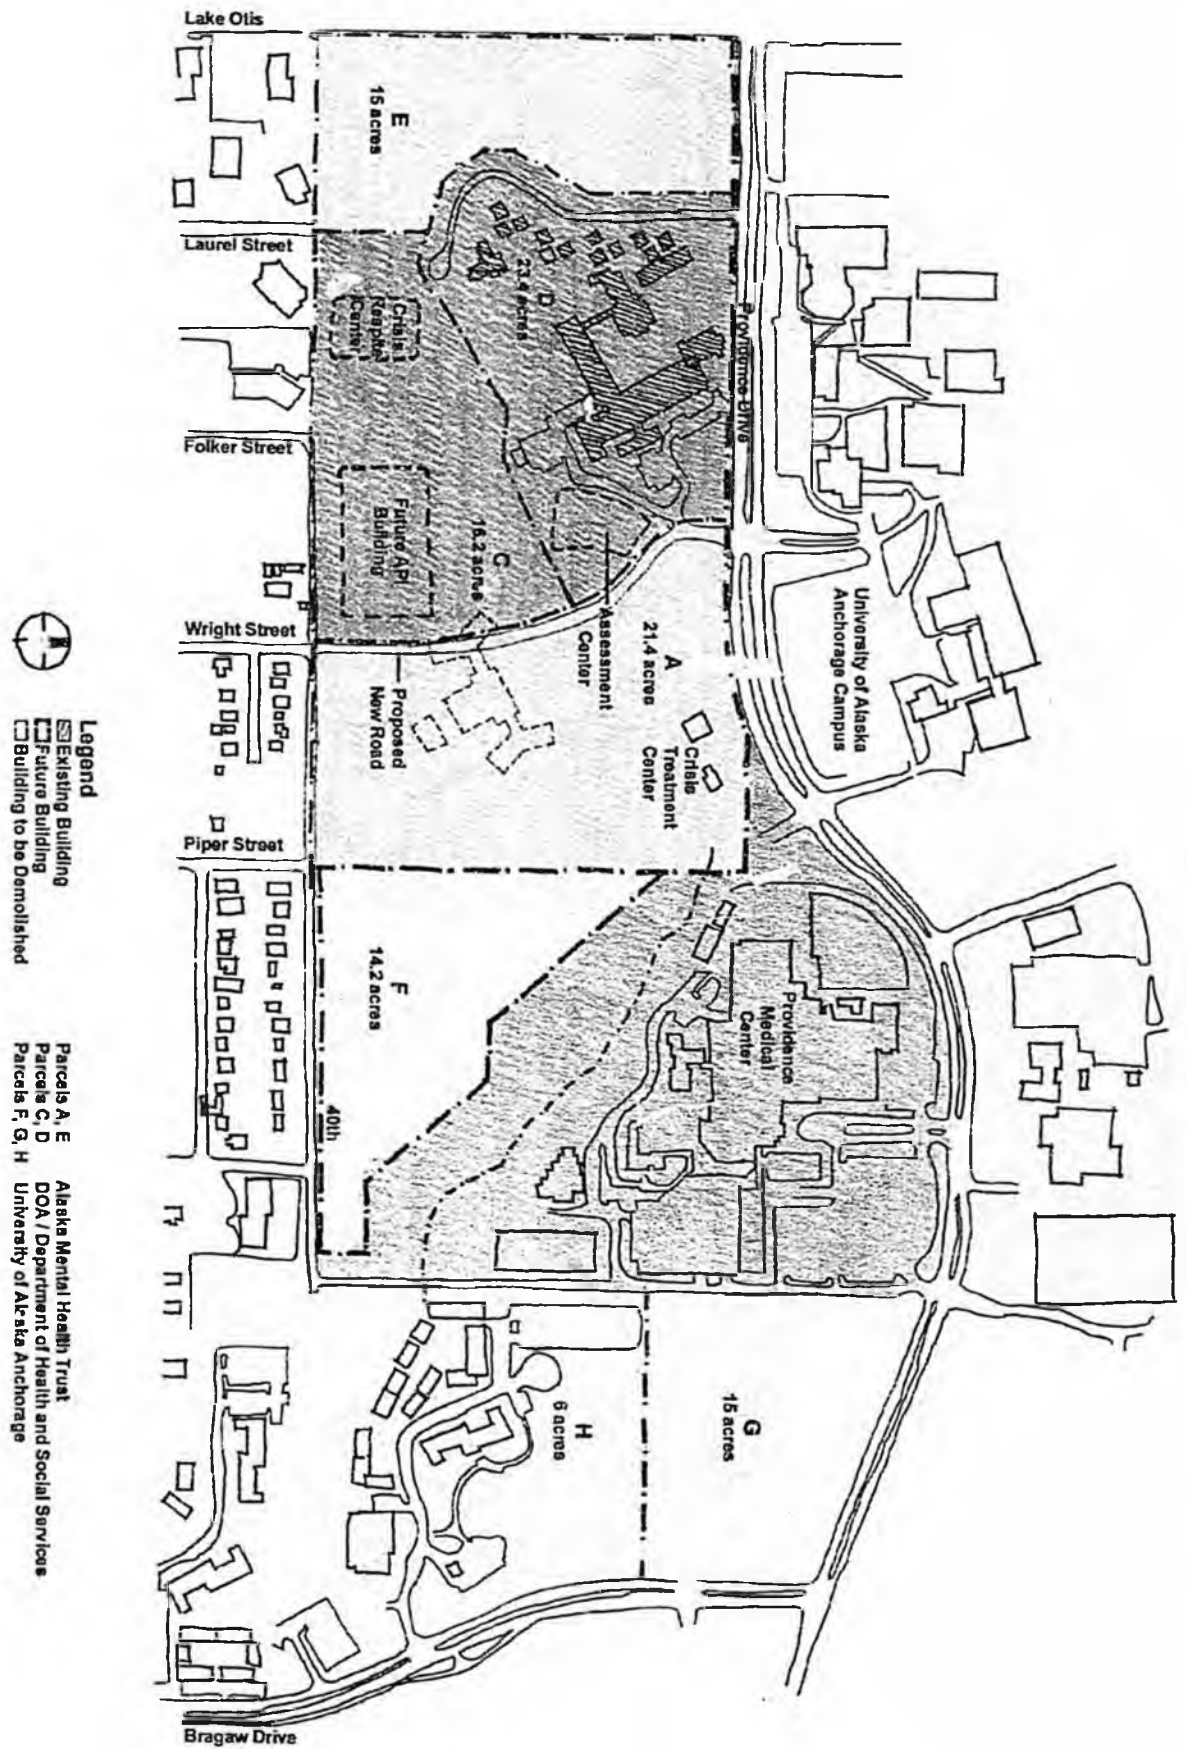 Lake Otis
E
15 acres
Laurel Street
D
23.4 acres
Crisis
Respite
Center
Providence Drive
Folker Street
Future API
Building
C
16.2 acres
Assessment
Center
A
21.4 acres
University of Alaska
Anchorage Campus
Wright Street
Proposed
New Road
Crisis
Treatment
Center
Piper Street
F
14.2 acres
Providence
Medical
Center
40th
H
6 acres
G
15 acres
Bragaw Drive
N
Legend
Existing Building
Future Building
Building to be Demolished
Parcels A, E Alaska Mental Health Trust
Parcels C, D DOA / Department of Health and Social Services
Parcels F, G, H University of Alaska Anchorage